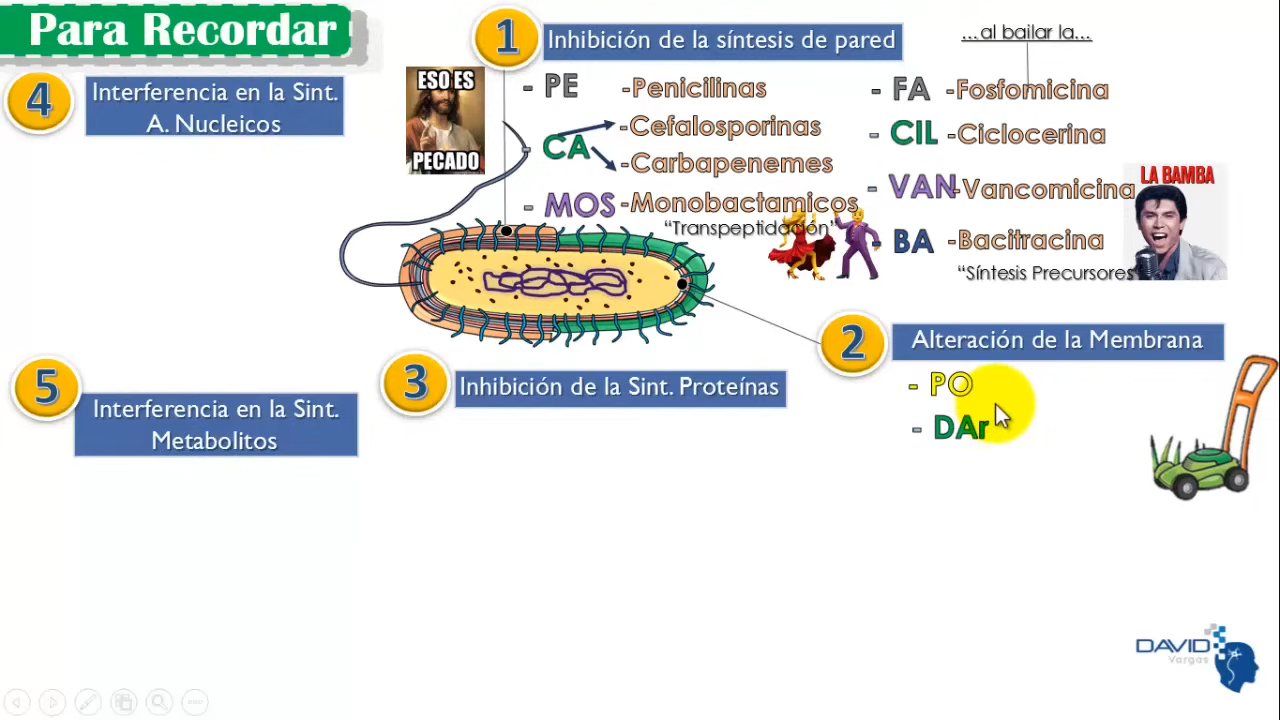 Para Recordar
4
Interferencia en la Sint.
A. Nucleicos
1
Inhibición de la síntesis de pared
...al bailar la...
ESO ES
PECADO
- PE -Penicilinas
- CA -Cefalosporinas
-Carbapenemes
- MOS -Monobactamicos
“Transpeptidación”
- FA -Fosfomicina
- CIL -Ciclocerina
- VAN -Vancomicina
- BA -Bacitracina
“Síntesis Precursores”
LA BAMBA
2
Alteración de la Membrana
- PO
- DAr
3
Inhibición de la Sint. Proteínas
5
Interferencia en la Sint.
Metabolitos
DAVID
Vargas